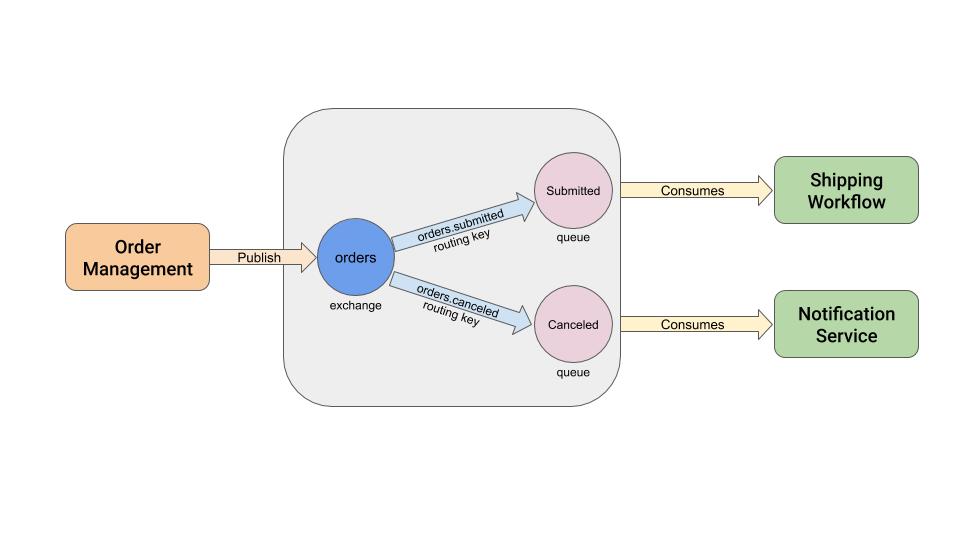 Order
Management
Publish
orders
exchange
orders.submitted
routing key
orders.canceled
routing key
Submitted
queue
Canceled
queue
Consumes
Consumes
Shipping
Workflow
Notification
Service